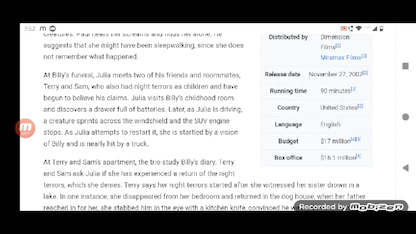 7:52 M
creatures. Paul hears her screams and finds her alone. He
suggests that she might have been sleepwalking, since she does
not remember what happened.
At Billy's funeral, Julia meets two of his friends and roommates,
Terry and Sam, who also had night terrors as children and have
begun to believe his claims. Julia visits Billy's childhood room
and discovers a drawer full of batteries. Later, as Julia is driving,
a creature sprints across the windshield and the SUV engine
stops. As Julia attempts to restart it, she is startled by a vision
of Billy and is nearly hit by a truck.
At Terry and Sam's apartment, the trio study Billy's diary. Terry
and Sam ask Julia if she has experienced a return of the night
terrors, which she denies. Terry says her night terrors started after she witnessed her sister drown in a
lake. In one instance, she disappeared from her bedroom and returned in the dog house; when her father
reached in for her, she stabbed him in the eye with a kitchen knife, convinced he w
Distributed by Dimension
Films
Miramax Films
Release date November 27, 2002
Running time 90 minutes
Country United States
Language English
Budget $17 million
Box office $16.1 million
Recorded by
Mobizen